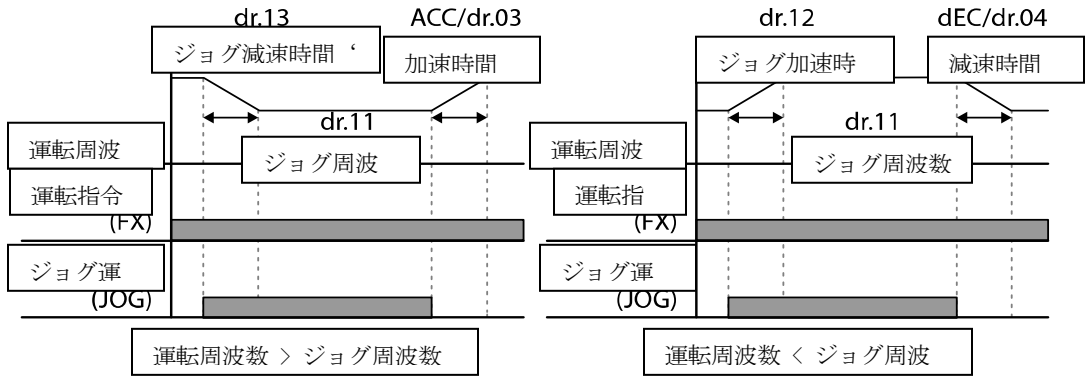 dr.13
ACC/dr.03
ジョグ減速時間‘
加速時間
dr.11
運転周波
ジョグ周波
運転指令
(FX)
ジョグ運
(JOG)
運転周波数 > ジョグ周波数
dr.12
dEC/dr.04
ジョグ加速時
減速時間
dr.11
運転周波
ジョグ周波数
運転指
(FX)
ジョグ運
(JOG)
運転周波数 < ジョグ周波